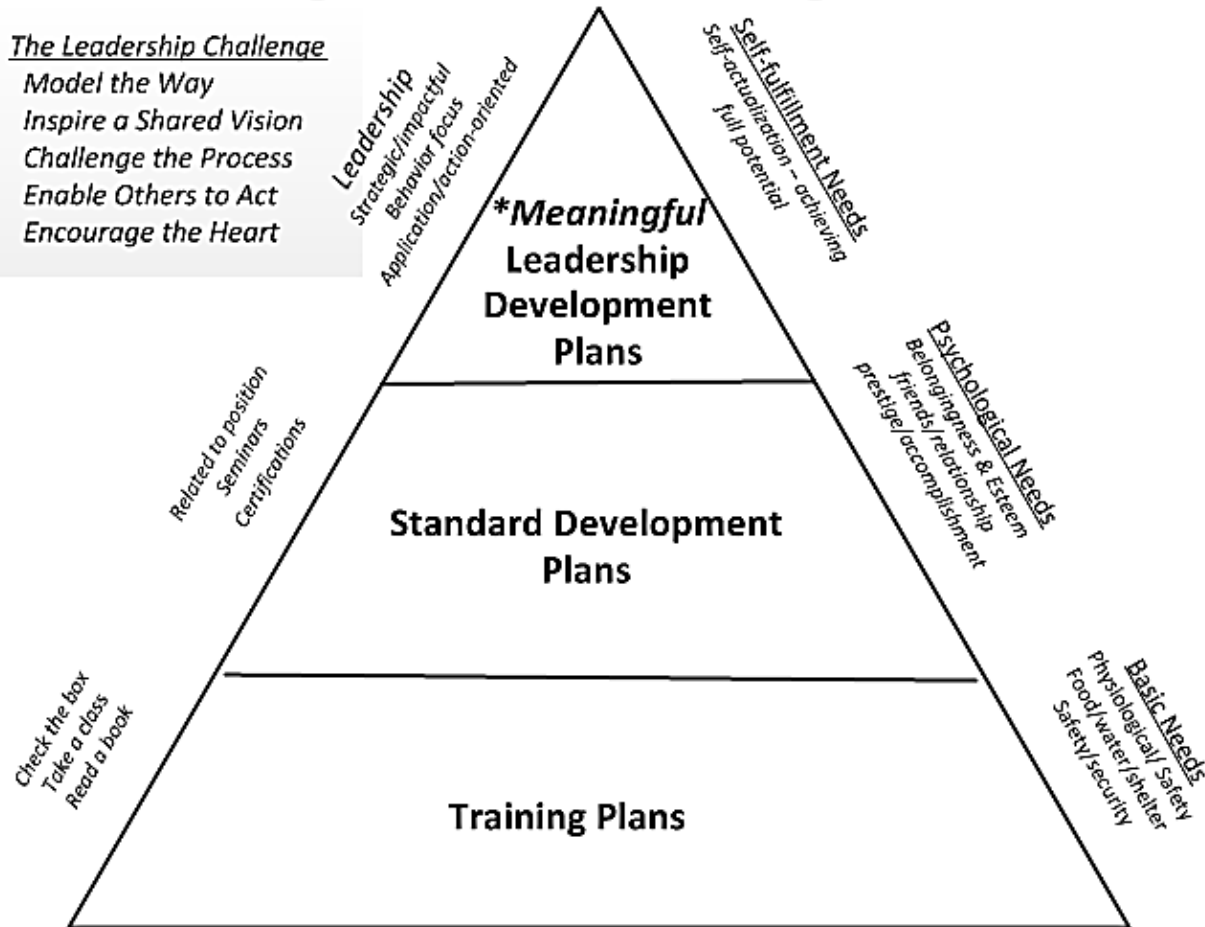 The Leadership Challenge
Model the Way
Inspire a Shared Vision
Challenge the Process
Enable Others to Act
Encourage the Heart
Leadership
Strategic/impactful
Behavior focus
Application/action-oriented
*Meaningful
Leadership
Development
Plans
Self-fulfillment Needs
Self-actualization – achieving
full potential
Related to position
Seminars
Certifications
Standard Development
Plans
Psychological Needs
Belongingness & Esteem
friends/relationship
prestige/accomplishment
Check the box
Take a class
Read a book
Training Plans
Basic Needs
Physiological/ Safety
Food/water/shelter
Safety/security